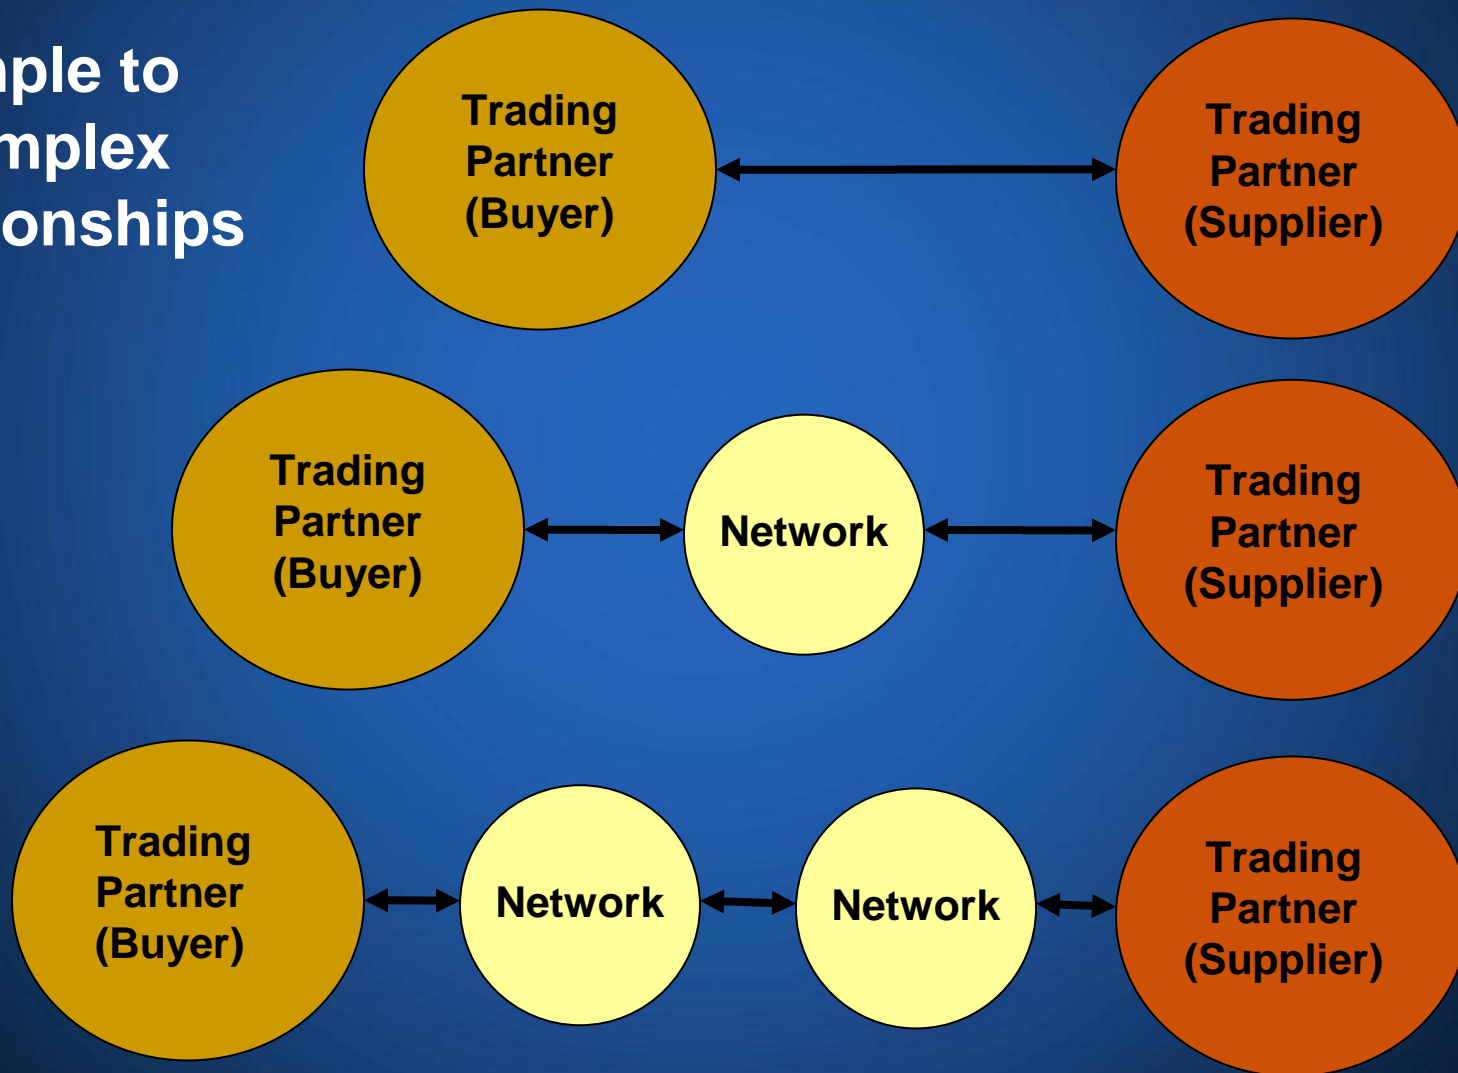 mple to
mplex
onships
Trading
Partner
(Buyer)
Trading
Partner
(Supplier)
Trading
Partner
(Buyer)
Network
Trading
Partner
(Supplier)
Trading
Partner
(Buyer)
Network
Network
Trading
Partner
(Supplier)